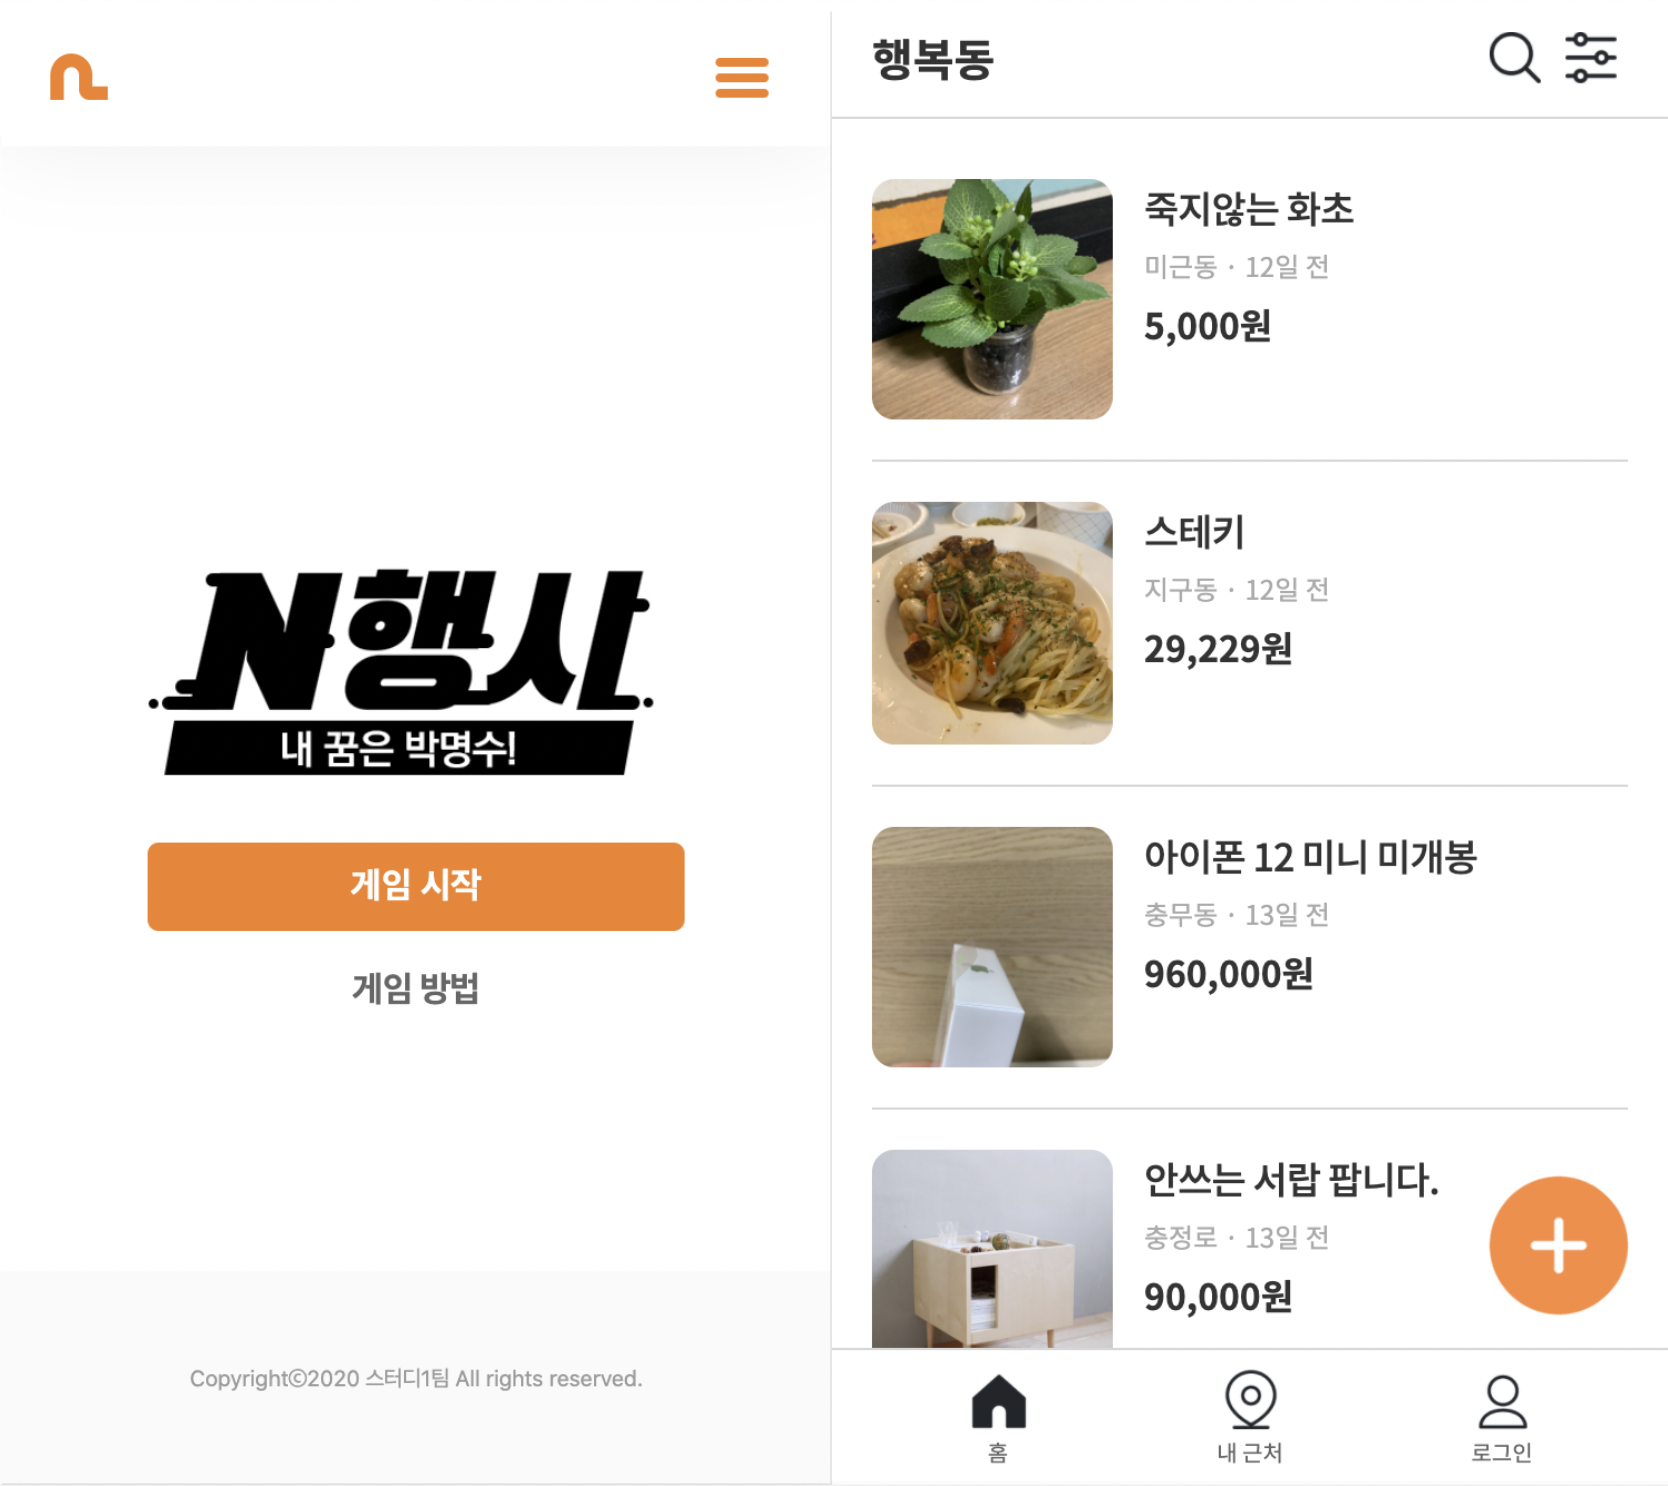 N행사
내 꿈은 박명수!
게임 시작
게임 방법
Copyright©2020 스터디1팀 All rights reserved.
행복동
죽지않는 화초
미근동 · 12일 전
5,000원
스테키
지구동 · 12일 전
29,229원
아이폰 12 미니 미개봉
충무동 · 13일 전
960,000원
안쓰는 서랍 팝니다.
충정로 · 13일 전
90,000원
홈
내 근처
로그인